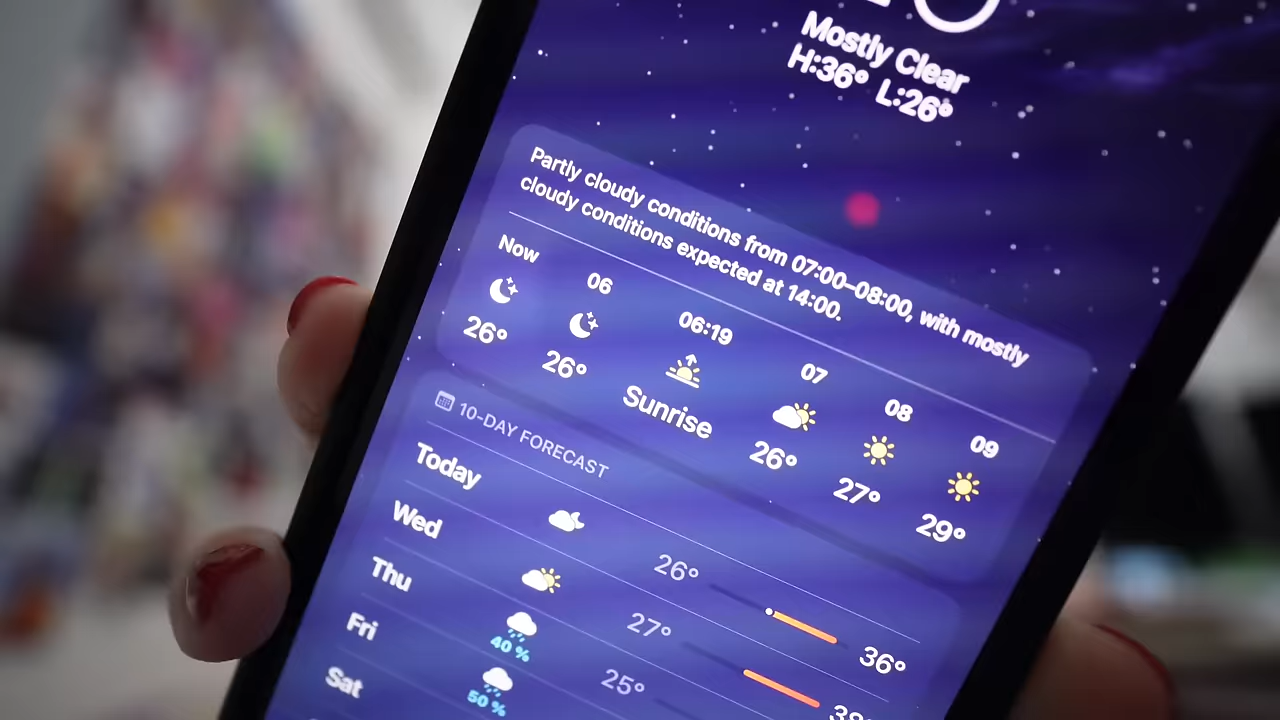 Mostly Clear
H:36° L:26°
Partly cloudy conditions from 07:00–08:00, with mostly
cloudy conditions expected at 14:00.
Now 06 06:19 07 08 09
26° 26° Sunrise 26° 27° 29°
10-DAY FORECAST
Today 26° 36°
Wed 27°
Thu 40 % 25°
Fri 50 %
Sat